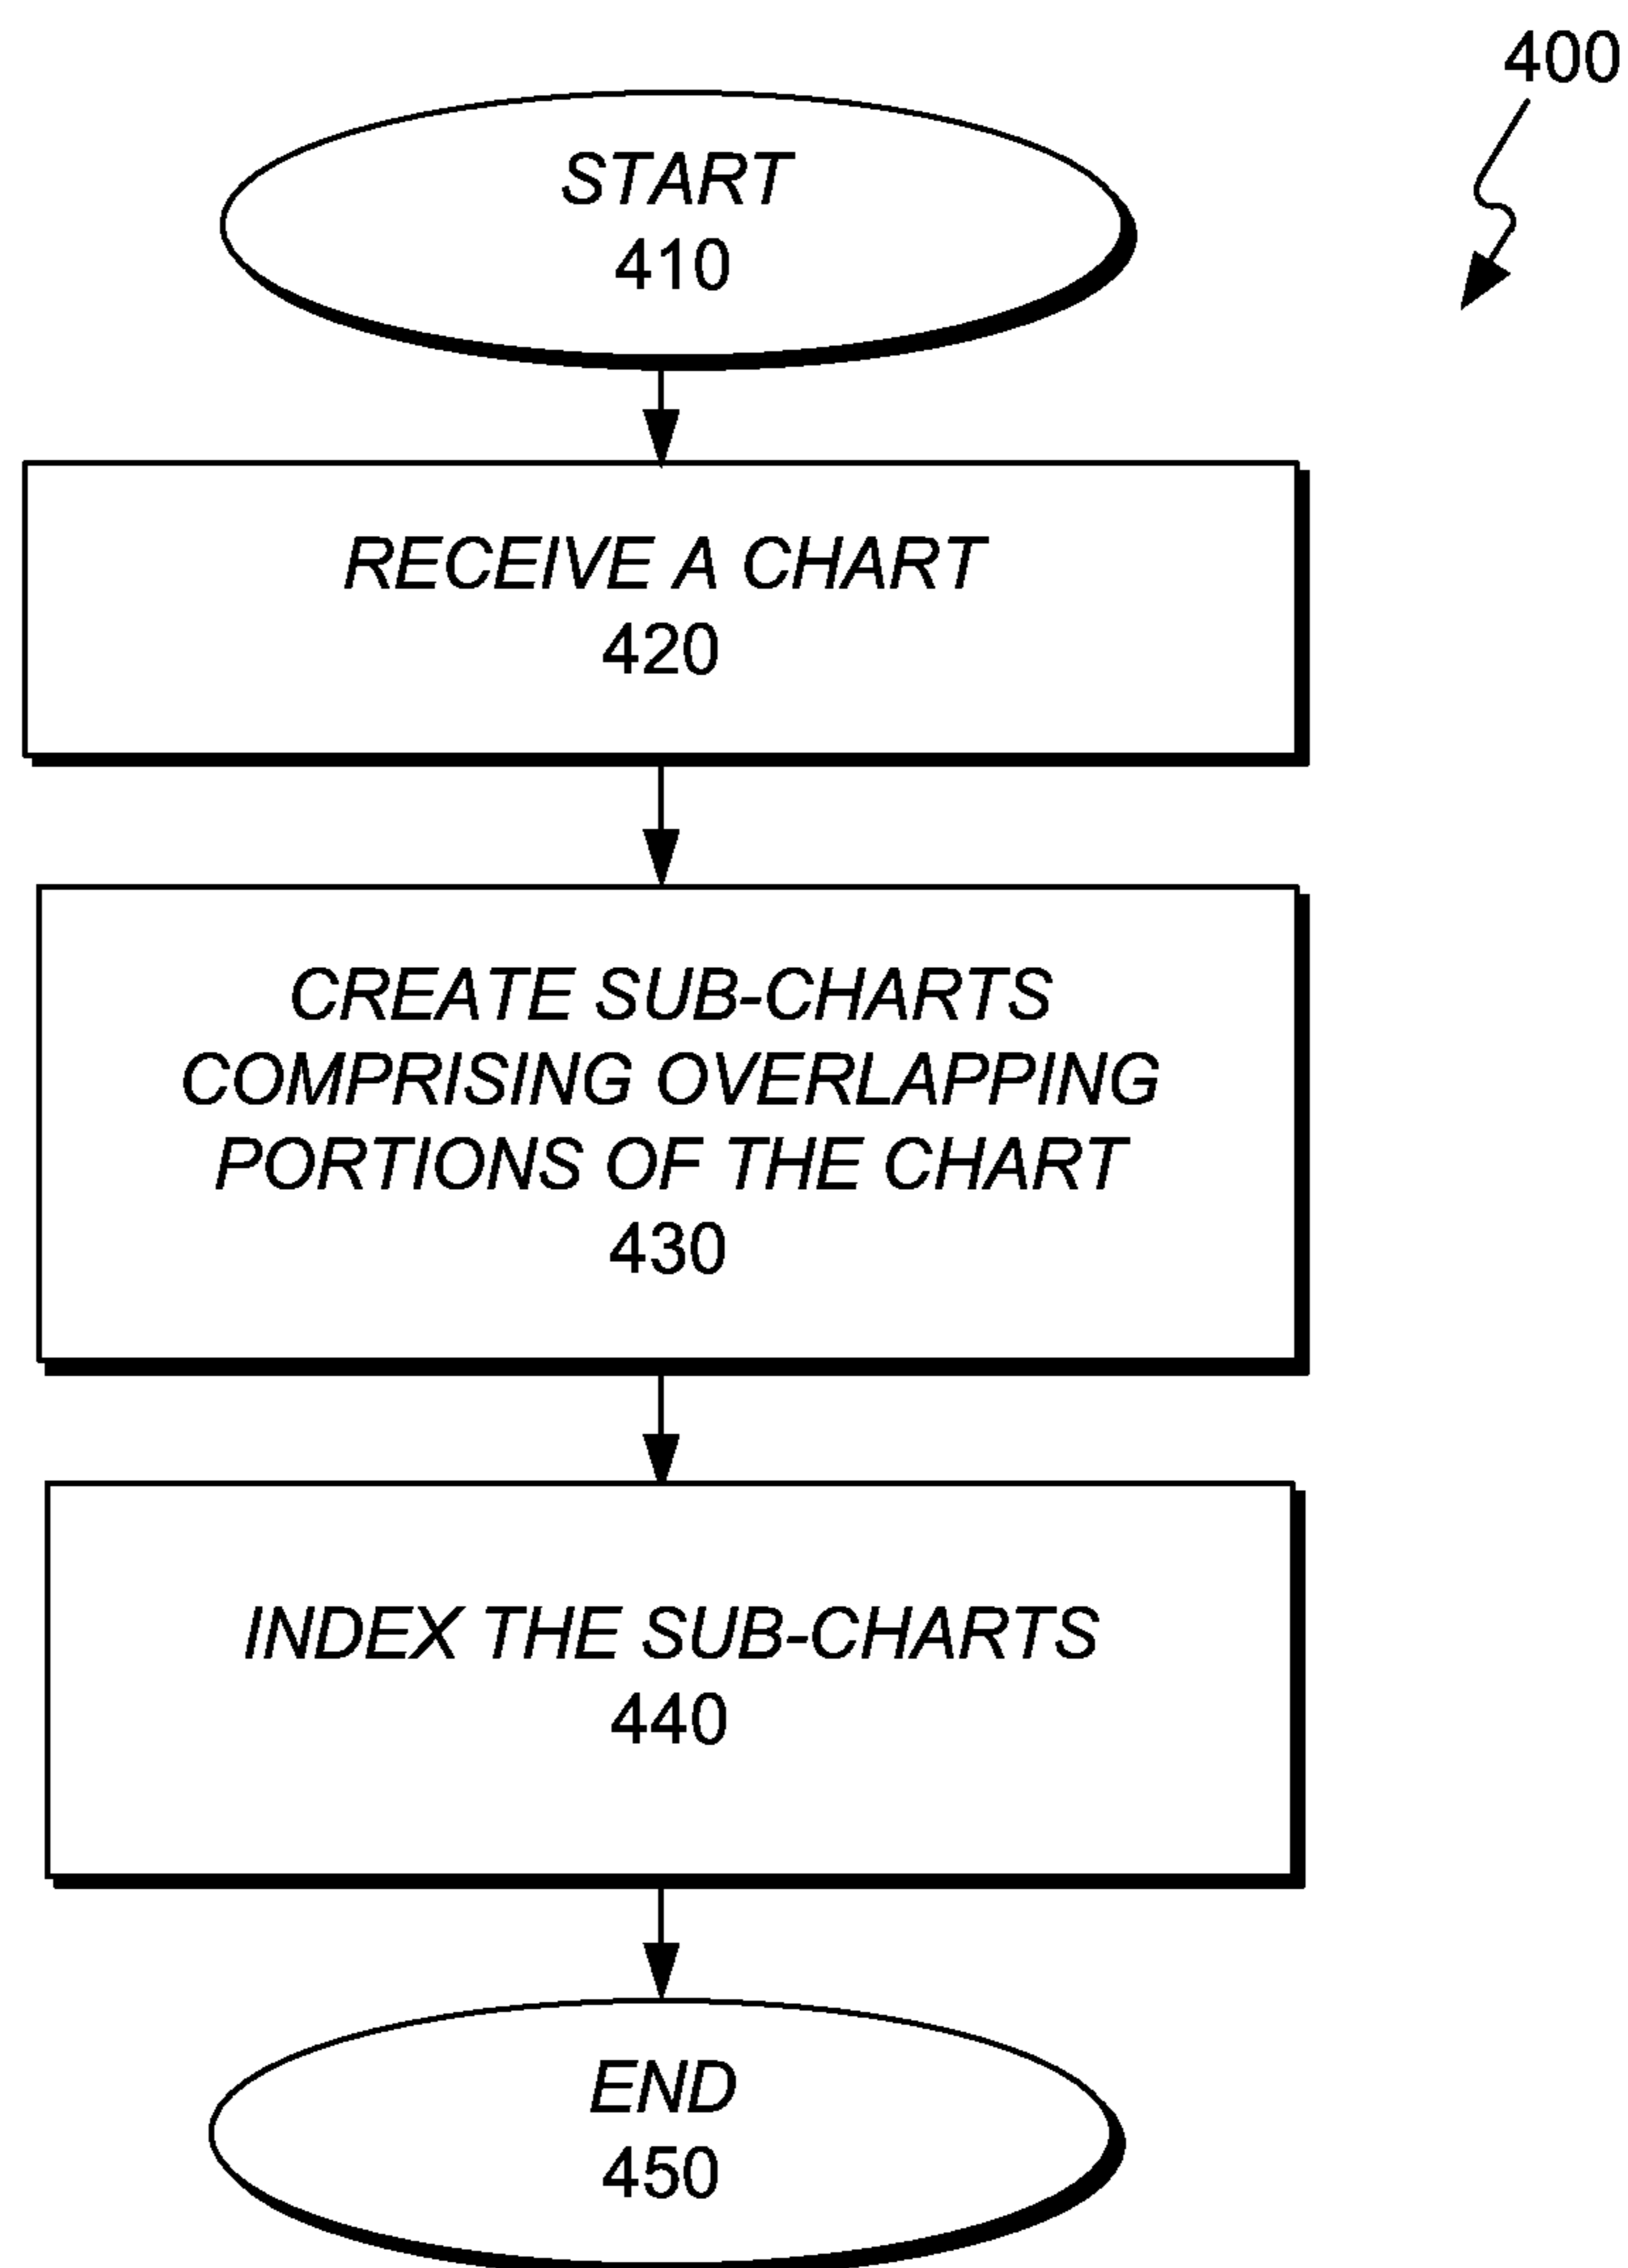 400
START
410
RECEIVE A CHART
420
CREATE SUB-CHARTS
COMPRISING OVERLAPPING
PORTIONS OF THE CHART
430
INDEX THE SUB-CHARTS
440
END
450